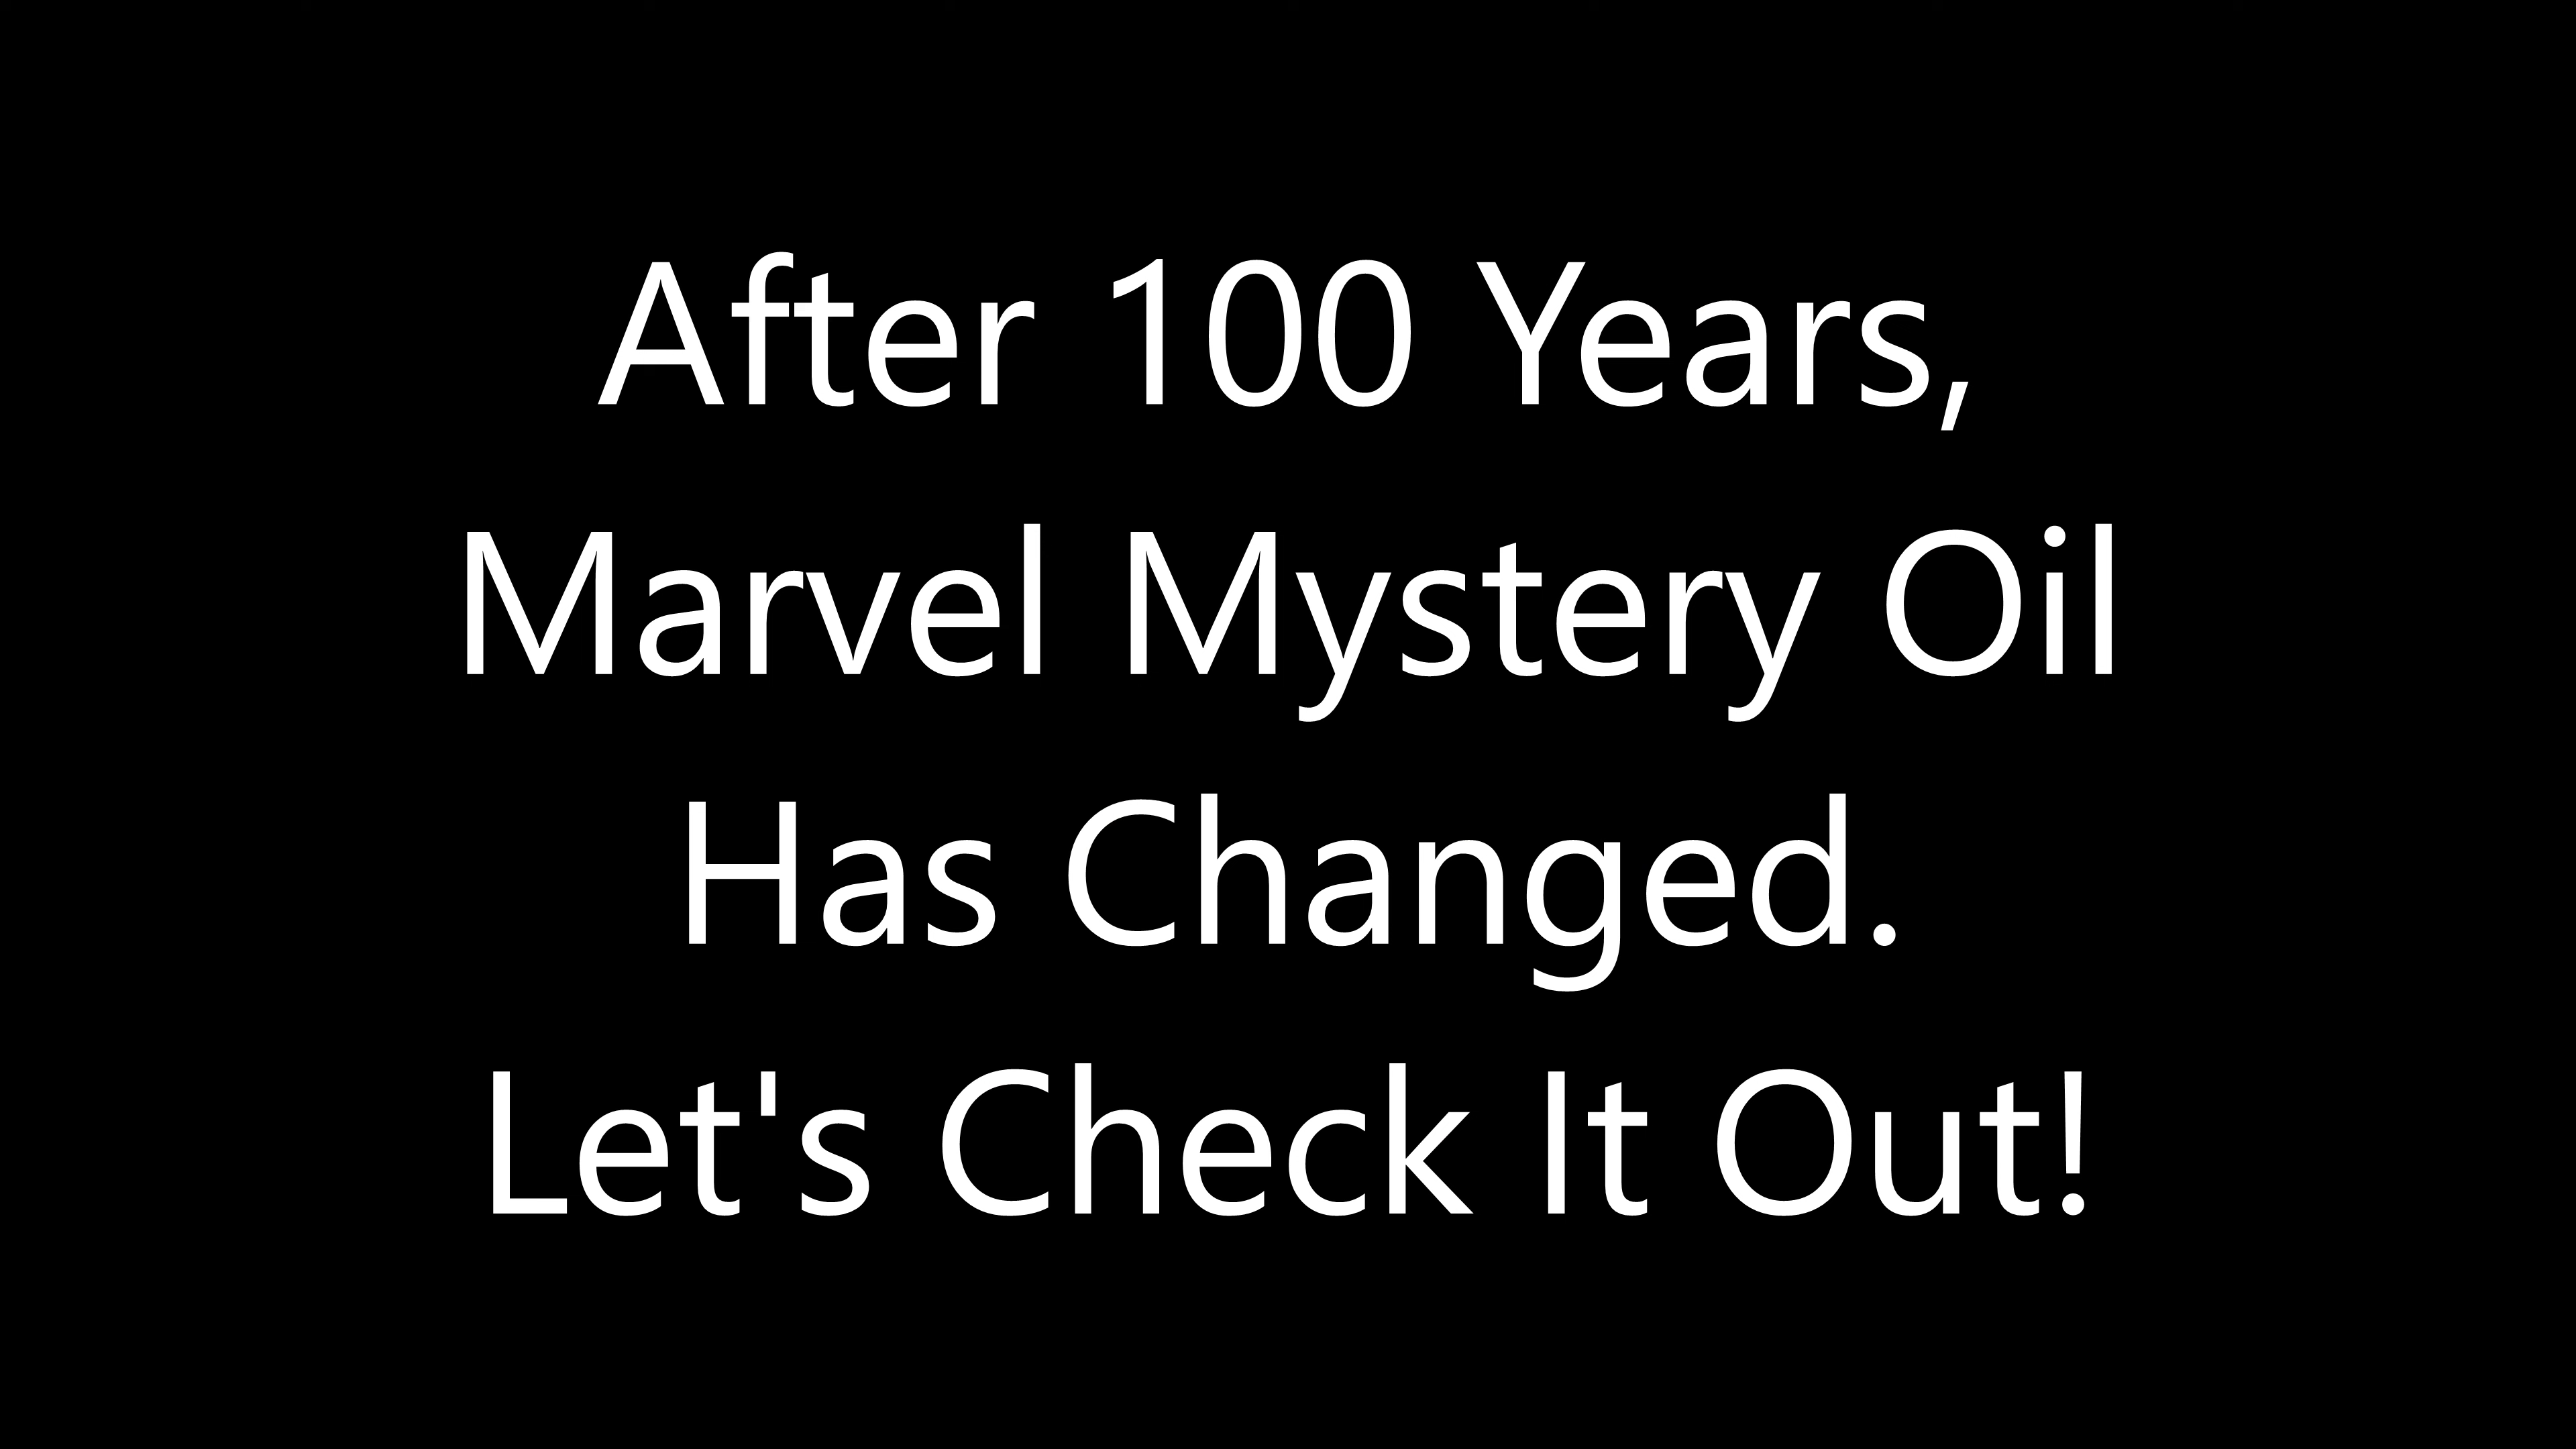 After 100 Years,
Marvel Mystery Oil
Has Changed.
Let's Check It Out!